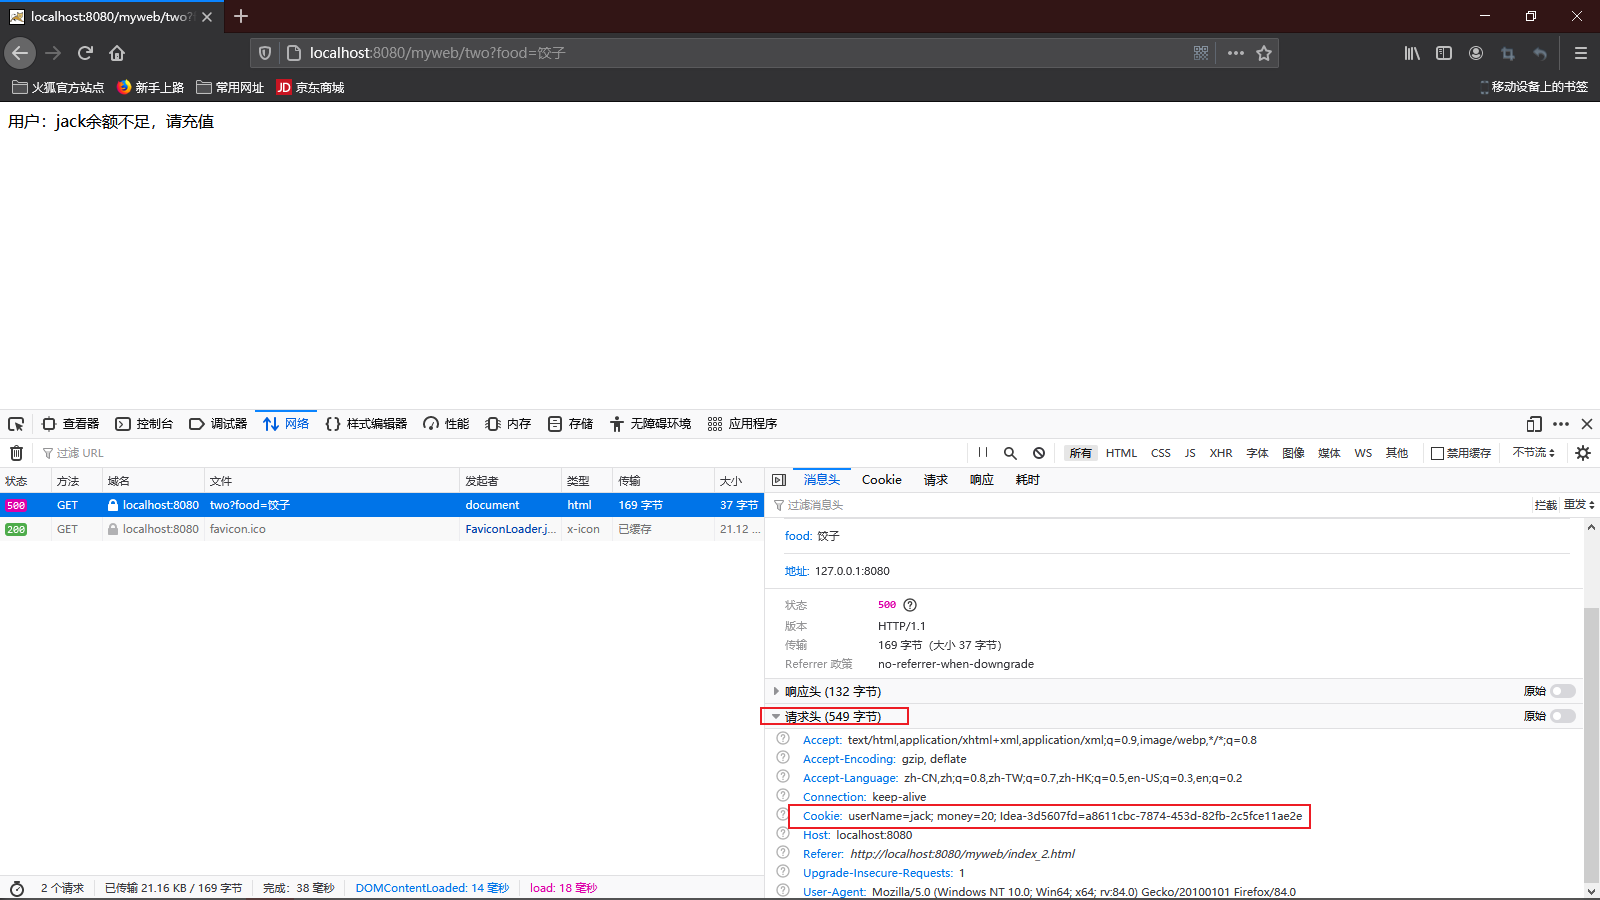 localhost:8080/myweb/two?
localhost:8080/myweb/two?food=饺子
火狐官方站点 新手上路 常用网址 JD 京东商城 移动设备上的书签
用户：jack余额不足，请充值
查看器 控制台 调试器 网络 样式编辑器 性能 内存 存储 无障碍环境 应用程序
过滤 URL 所有 HTML CSS JS XHR 字体 图像 媒体 WS 其他 禁用缓存 不节流
状态 方法 域名 文件 发起者 类型 传输 大小
500 GET localhost:8080 two?food=饺子 document html 169 字节 37 字节
200 GET localhost:8080 favicon.ico FaviconLoader.j... x-icon 已缓存 21.12 ...
消息头 Cookie 请求 响应 耗时
过滤消息头 拦截 重发
food: 饺子
地址: 127.0.0.1:8080
状态 500
版本 HTTP/1.1
传输 169 字节（大小 37 字节）
Referrer 政策 no-referrer-when-downgrade
响应头 (132 字节) 原始
请求头 (549 字节) 原始
Accept: text/html,application/xhtml+xml,application/xml;q=0.9,image/webp,*/*;q=0.8
Accept-Encoding: gzip, deflate
Accept-Language: zh-CN,zh;q=0.8,zh-TW;q=0.7,zh-HK;q=0.5,en-US;q=0.3,en;q=0.2
Connection: keep-alive
Cookie: userName=jack; money=20; Idea-3d5607fd=a8611cbc-7874-453d-82fb-2c5fce11ae2e
Host: localhost:8080
Referer: http://localhost:8080/myweb/index_2.html
Upgrade-Insecure-Requests: 1
User-Agent: Mozilla/5.0 (Windows NT 10.0; Win64; x64; rv:84.0) Gecko/20100101 Firefox/84.0
2 个请求 已传输 21.16 KB / 169 字节 完成：38 毫秒 DOMContentLoaded: 14 毫秒 load: 18 毫秒